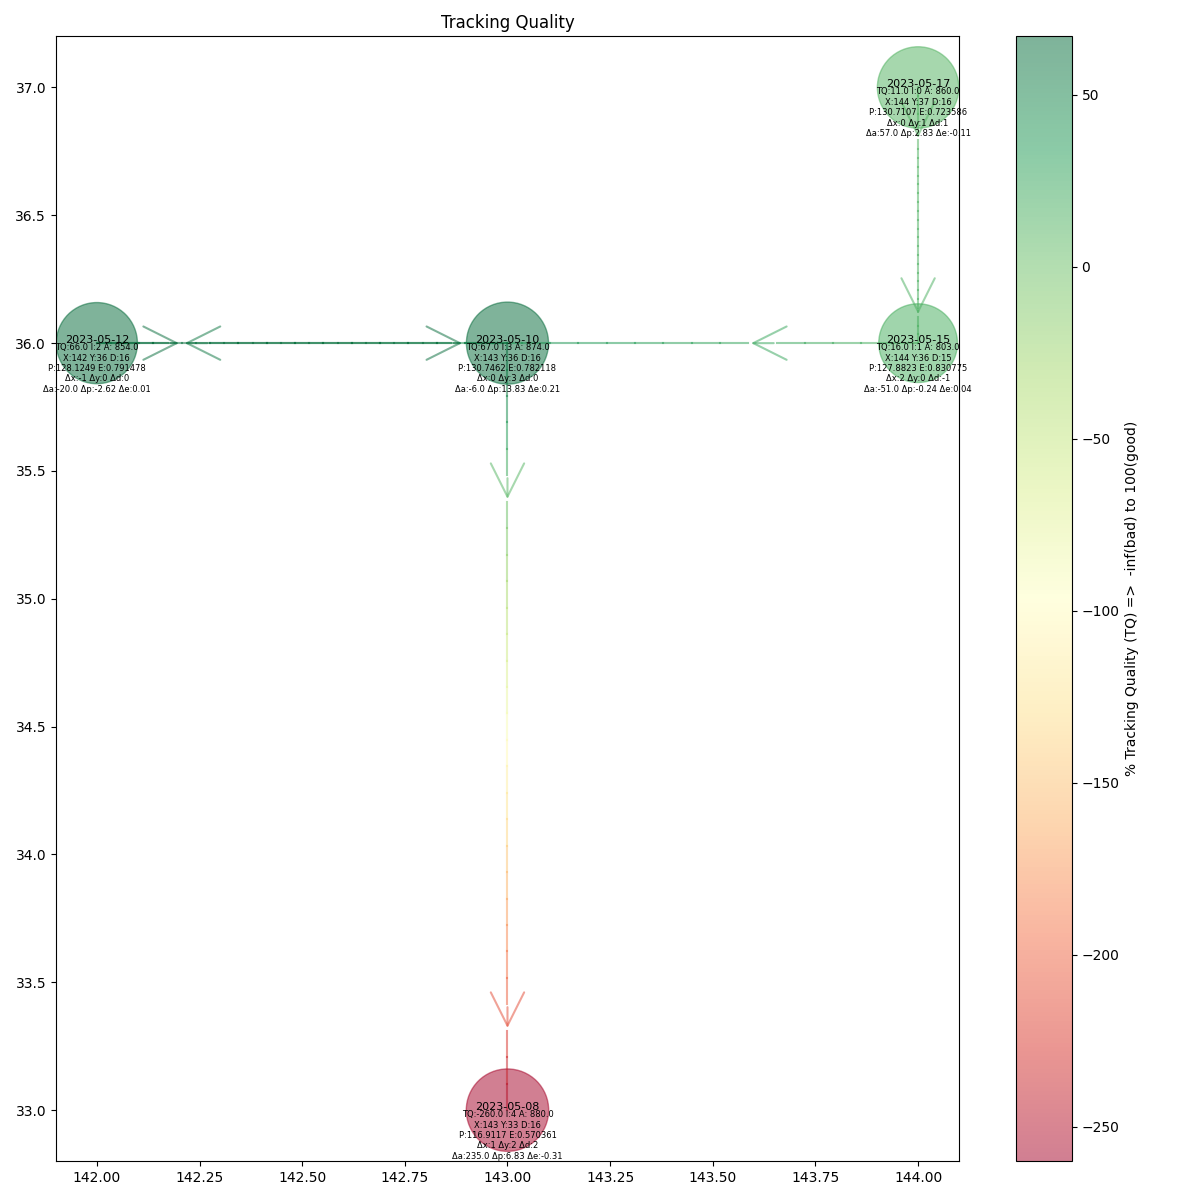 Tracking Quality
37.0
36.5
36.0
35.5
35.0
34.5
34.0
33.5
33.0
142.00
142.25
142.50
142.75
143.00
143.25
143.50
143.75
144.00
2023-05-17
TQ:11.0 I:0 A: 860.0
X:144 Y:37 D:16
P:130.7107 E:0.723586
Δx:0 Δy:1 Δd:1
Δa:57.0 Δp:2.83 Δe:-0.11
2023-05-12
TQ:66.0 I:2 A: 854.0
X:142 Y:36 D:16
P:128.1249 E:0.791478
Δx:-1 Δy:0 Δd:0
Δa:-20.0 Δp:-2.62 Δe:0.01
2023-05-10
TQ:67.0 I:3 A: 874.0
X:143 Y:36 D:16
P:130.7462 E:0.782118
Δx:0 Δy:3 Δd:0
Δa:-6.0 Δp:13.83 Δe:0.21
2023-05-15
TQ:16.0 I:1 A: 803.0
X:144 Y:36 D:15
P:127.8823 E:0.830775
Δx:2 Δy:0 Δd:-1
Δa:-51.0 Δp:-0.24 Δe:0.04
2023-05-08
TQ:-260.0 I:4 A: 880.0
X:143 Y:33 D:16
P:116.9117 E:0.570361
Δx:1 Δy:2 Δd:2
Δa:235.0 Δp:6.83 Δe:-0.31
50
0
−50
−100
−150
−200
−250
% Tracking Quality (TQ) => -inf(bad) to 100(good)